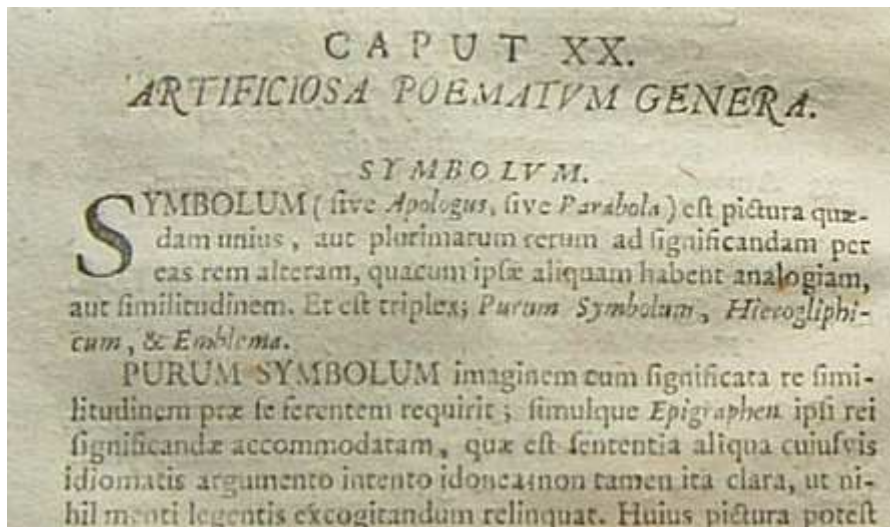 CAPUT XX.
ARTIFICIOSA POEMATVM GENERA.
SYMBOLVM.
SYMBOLUM (ſive Apologus, ſive Parabola) eſt pictura quæ-
dam unius, aut plurimarum rerum ad ſignificandam per
eas rem alteram, quacum ipſæ aliquam habent analogiam,
aut ſimilitudinem. Et eſt triplex; Purum Symbolum, Hierogliphi-
cum, & Emblema.
PURUM SYMBOLUM imaginem cum ſignificata re ſimi-
litudinem præ ſe ferentem requirit; ſimulque Epigraphen ipſi rei
ſignificandæ accommodatam, quæ eſt ſententia aliqua cuiuſvis
idiomatis argumento intento idonea: non tamen ita clara, ut ni-
hil menti legentis excogitandum relinquat. Huius pictura poteſt